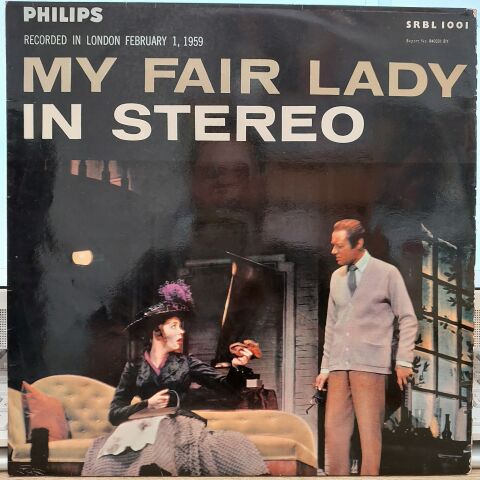 PHILIPS
SRBL 1001
RECORDED IN LONDON FEBRUARY 1, 1959
MY FAIR LADY
IN STEREO